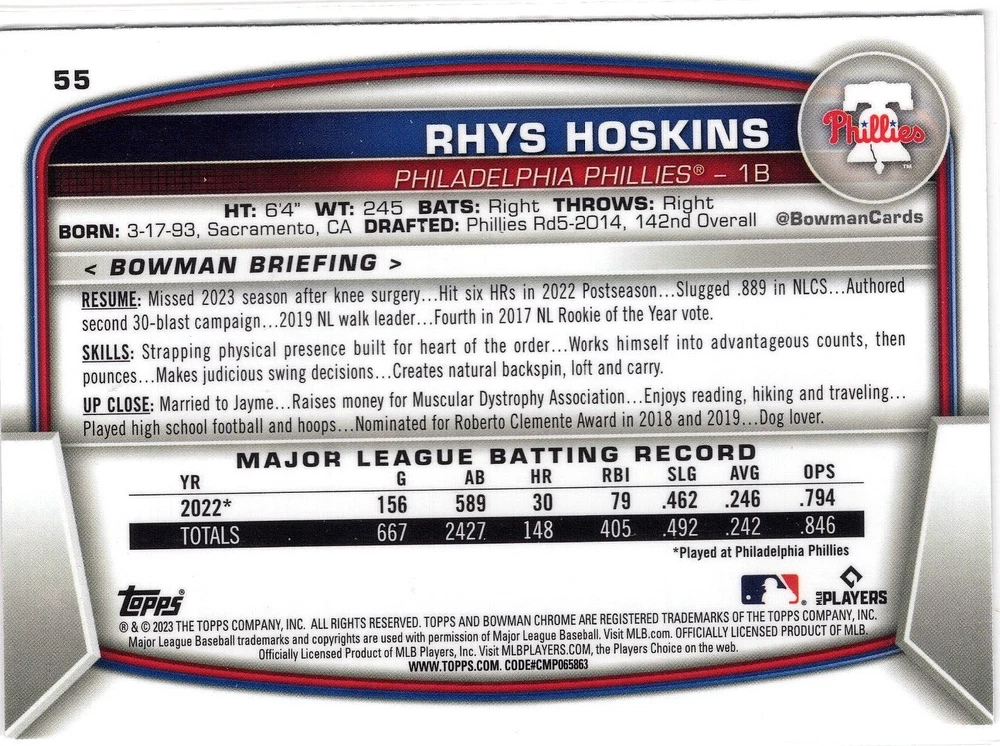 55
Phillies
RHYS HOSKINS
PHILADELPHIA PHILLIES® – 1B
HT: 6'4" WT: 245 BATS: Right THROWS: Right
BORN: 3-17-93, Sacramento, CA DRAFTED: Phillies Rd5-2014, 142nd Overall
@BowmanCards
< BOWMAN BRIEFING >
RESUME: Missed 2023 season after knee surgery...Hit six HRs in 2022 Postseason...Slugged .889 in NLCS...Authored
second 30-blast campaign...2019 NL walk leader...Fourth in 2017 NL Rookie of the Year vote.
SKILLS: Strapping physical presence built for heart of the order...Works himself into advantageous counts, then
pounces...Makes judicious swing decisions...Creates natural backspin, loft and carry.
UP CLOSE: Married to Jayme...Raises money for Muscular Dystrophy Association...Enjoys reading, hiking and traveling...
Played high school football and hoops...Nominated for Roberto Clemente Award in 2018 and 2019...Dog lover.
MAJOR LEAGUE BATTING RECORD
YR G AB HR RBI SLG AVG OPS
2022* 156 589 30 79 .462 .246 .794
TOTALS 667 2427 148 405 .492 .242 .846
*Played at Philadelphia Phillies
TOPPS®
MLB PLAYERS
® & © 2023 THE TOPPS COMPANY, INC. ALL RIGHTS RESERVED. TOPPS AND BOWMAN CHROME ARE REGISTERED TRADEMARKS OF THE TOPPS COMPANY, INC.
Major League Baseball trademarks and copyrights are used with permission of Major League Baseball. Visit MLB.com. OFFICIALLY LICENSED PRODUCT OF MLB.
Officially Licensed Product of MLB Players, Inc. Visit MLBPLAYERS.COM, the Players Choice on the web.
WWW.TOPPS.COM. CODE#CMP065863